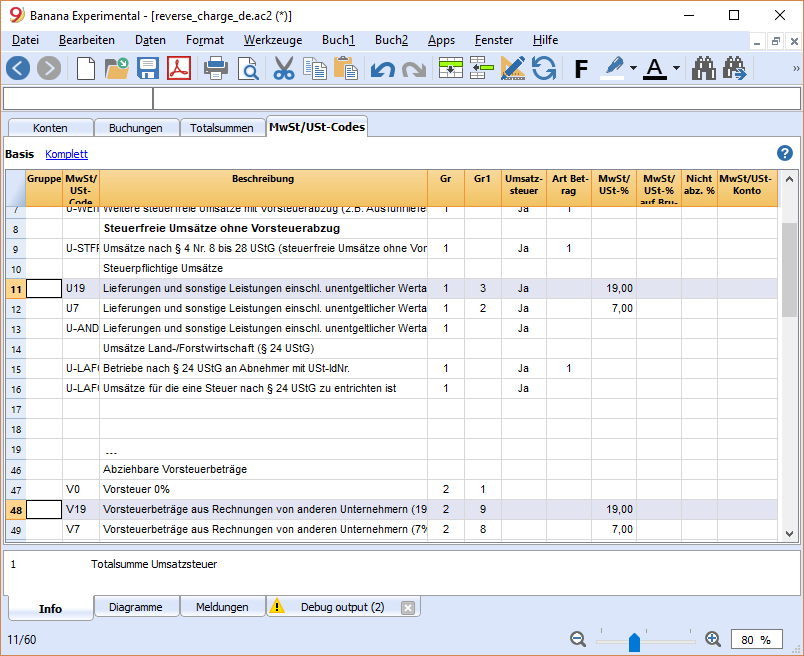 Banana Experimental - [reverse_charge_de.ac2 (*)]
Datei Bearbeiten Daten Format Werkzeuge Buch1 Buch2 Apps Fenster Hilfe
F A »
Konten Buchungen Totalsummen MwSt/USt-Codes
Basis Komplett ?
Gruppe MwSt/ USt- Code Beschreibung Gr Gr1 Umsatz- steuer Art Bet- rag MwSt/ USt-% MwSt/ USt-% auf Bru- Nicht abz. % MwSt/USt- Konto
7 Weitere steuerfreie Umsätze mit Vorsteuerabzug (z.B. Ausfuhrliefe 1 Ja 1
8 Steuerfreie Umsätze ohne Vorsteuerabzug
9 U-STFR Umsätze nach § 4 Nr. 8 bis 28 UStG (steuerfreie Umsätze ohne Vor 1 Ja 1
10 Steuerpflichtige Umsätze
11 U19 Lieferungen und sonstige Leistungen einschl. unentgeltlicher Werta 1 3 Ja 19,00
12 U7 Lieferungen und sonstige Leistungen einschl. unentgeltlicher Werta 1 2 Ja 7,00
13 U-AND Lieferungen und sonstige Leistungen einschl. unentgeltlicher Werta 1 Ja
14 Umsätze Land-/Forstwirtschaft (§ 24 UStG)
15 U-LAF Betriebe nach § 24 UStG an Abnehmer mit USt-IdNr. 1 Ja 1
16 U-LAF Umsätze für die eine Steuer nach § 24 UStG zu entrichten ist 1 Ja
17
18
19 ...
46 Abziehbare Vorsteuerbeträge
47 V0 Vorsteuer 0% 2 1
48 V19 Vorsteuerbeträge aus Rechnungen von anderen Unternehmern (19 2 9 19,00
49 V7 Vorsteuerbeträge aus Rechnungen von anderen Unternehmern (7% 2 8 7,00
1 Totalsumme Umsatzsteuer
Info Diagramme Meldungen Debug output (2)
11/60 80 %